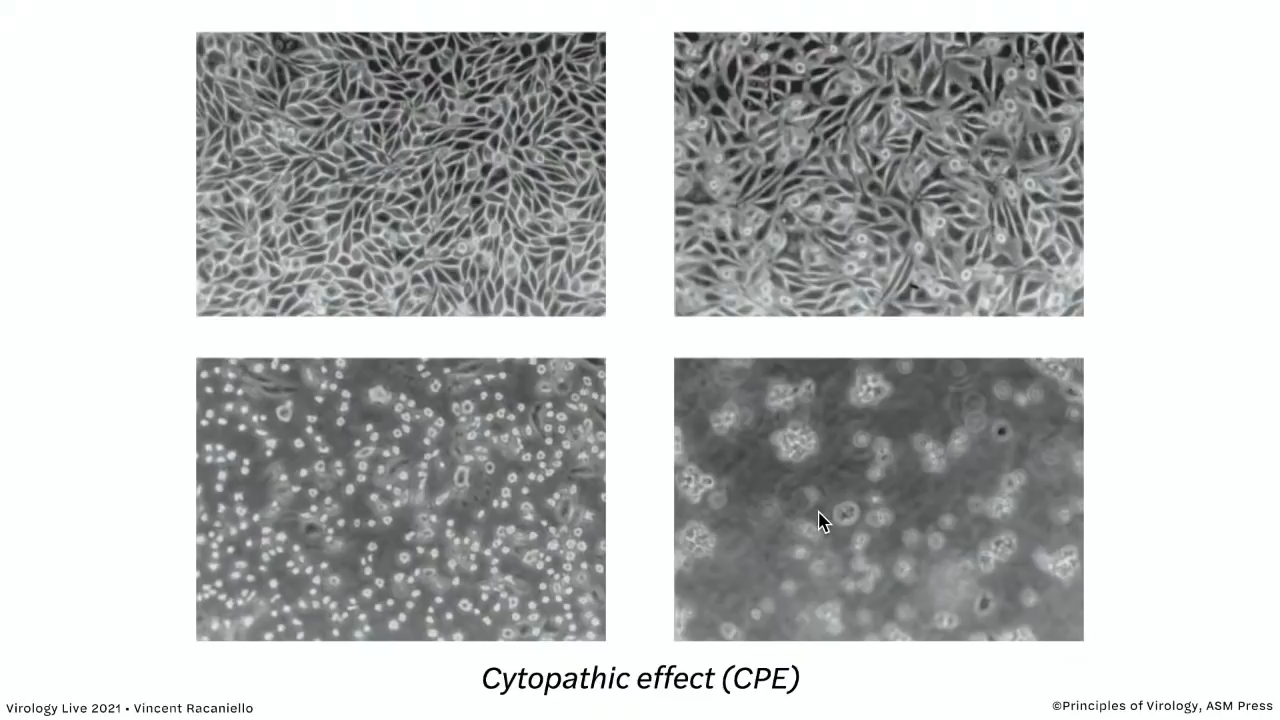 Cytopathic effect (CPE)
Virology Live 2021 • Vincent Racaniello
©Principles of Virology, ASM Press